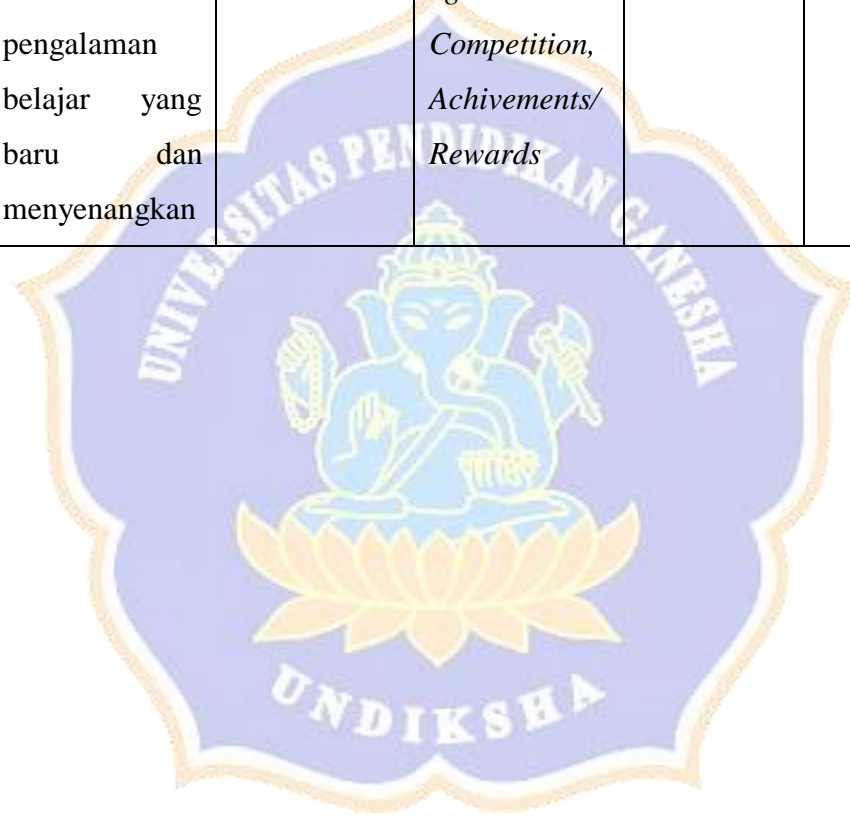 pengalaman
belajar yang
baru dan
menyenangkan
Competition,
Achivements/
Rewards
UNIVERSITAS PENDIDIKAN GANESHA
UNDIKSHA